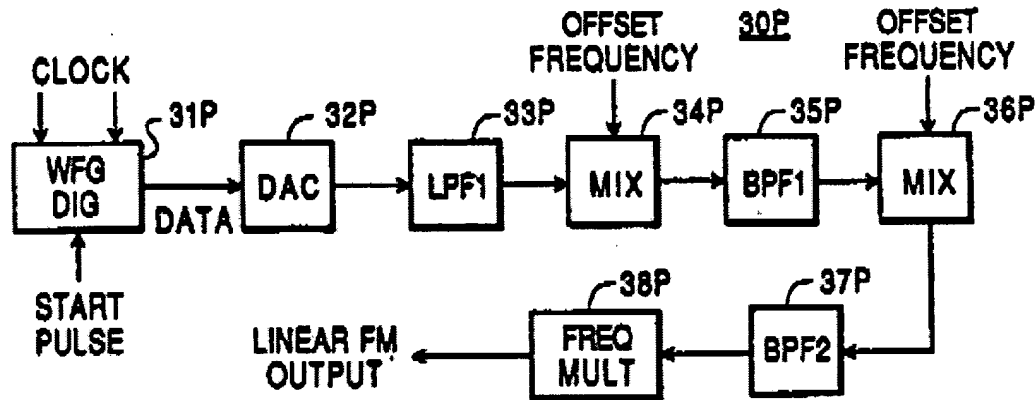 CLOCK
31P
WFG
DIG
START
PULSE
DATA
32P
DAC
33P
LPF1
OFFSET
FREQUENCY
34P
MIX
30P
35P
BPF1
OFFSET
FREQUENCY
36P
MIX
37P
BPF2
38P
FREQ
MULT
LINEAR FM
OUTPUT